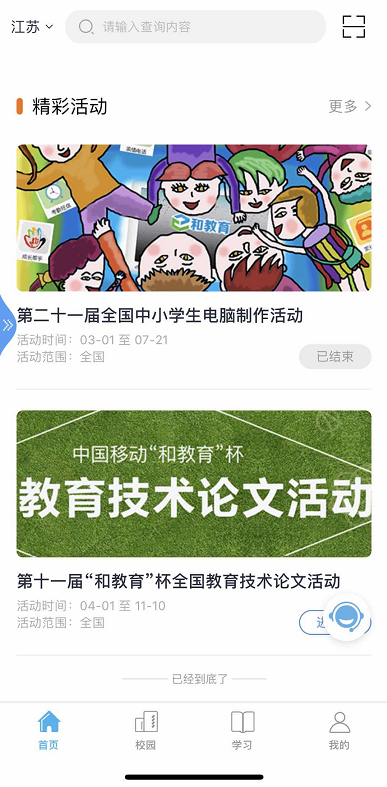 江苏
请输入查询内容
精彩活动
更多
亲情电话
考勤信息
和教育
成长帮手
第二十一届全国中小学生电脑制作活动
活动时间：03-01 至 07-21
活动范围：全国
已结束
中国移动“和教育”杯
教育技术论文活动
第十一届“和教育”杯全国教育技术论文活动
活动时间：04-01 至 11-10
活动范围：全国
已经到底了
首页
校园
学习
我的